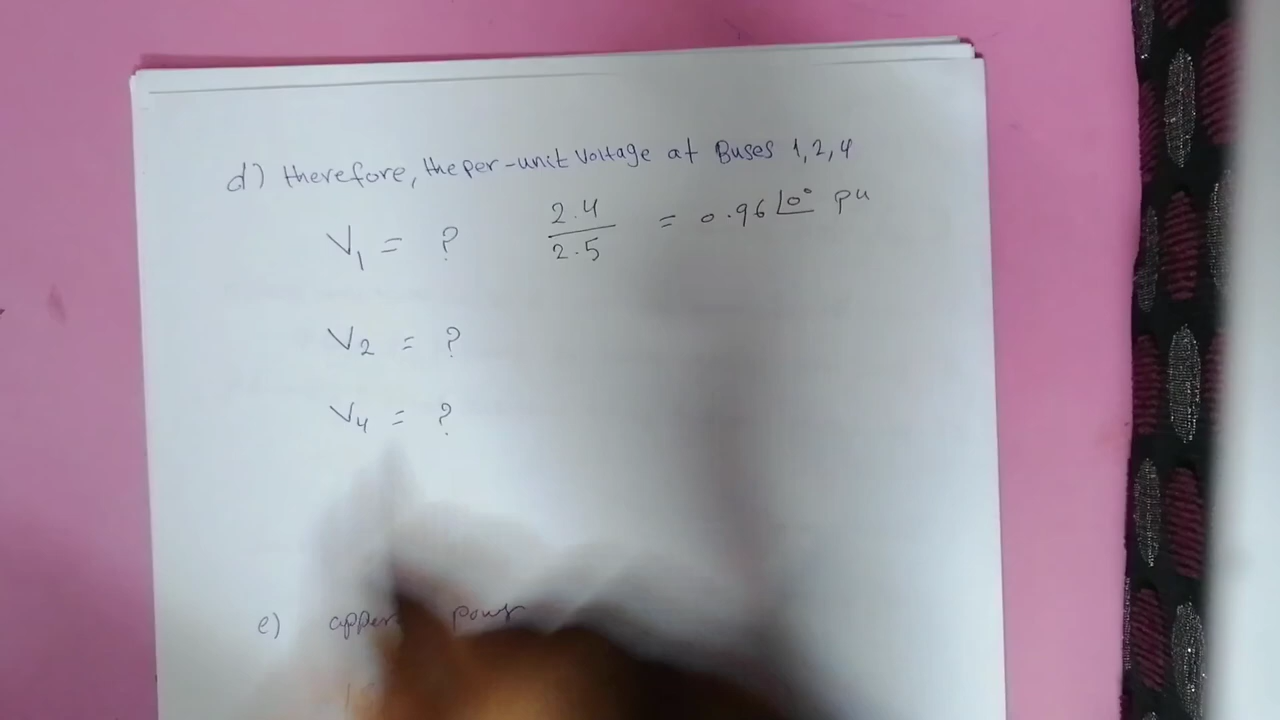 d) therefore, the per-unit Voltage at Buses 1, 2, 4
V₁ = ? 2.4/2.5 = 0.96∠0° pu
V₂ = ?
V₄ = ?
e)